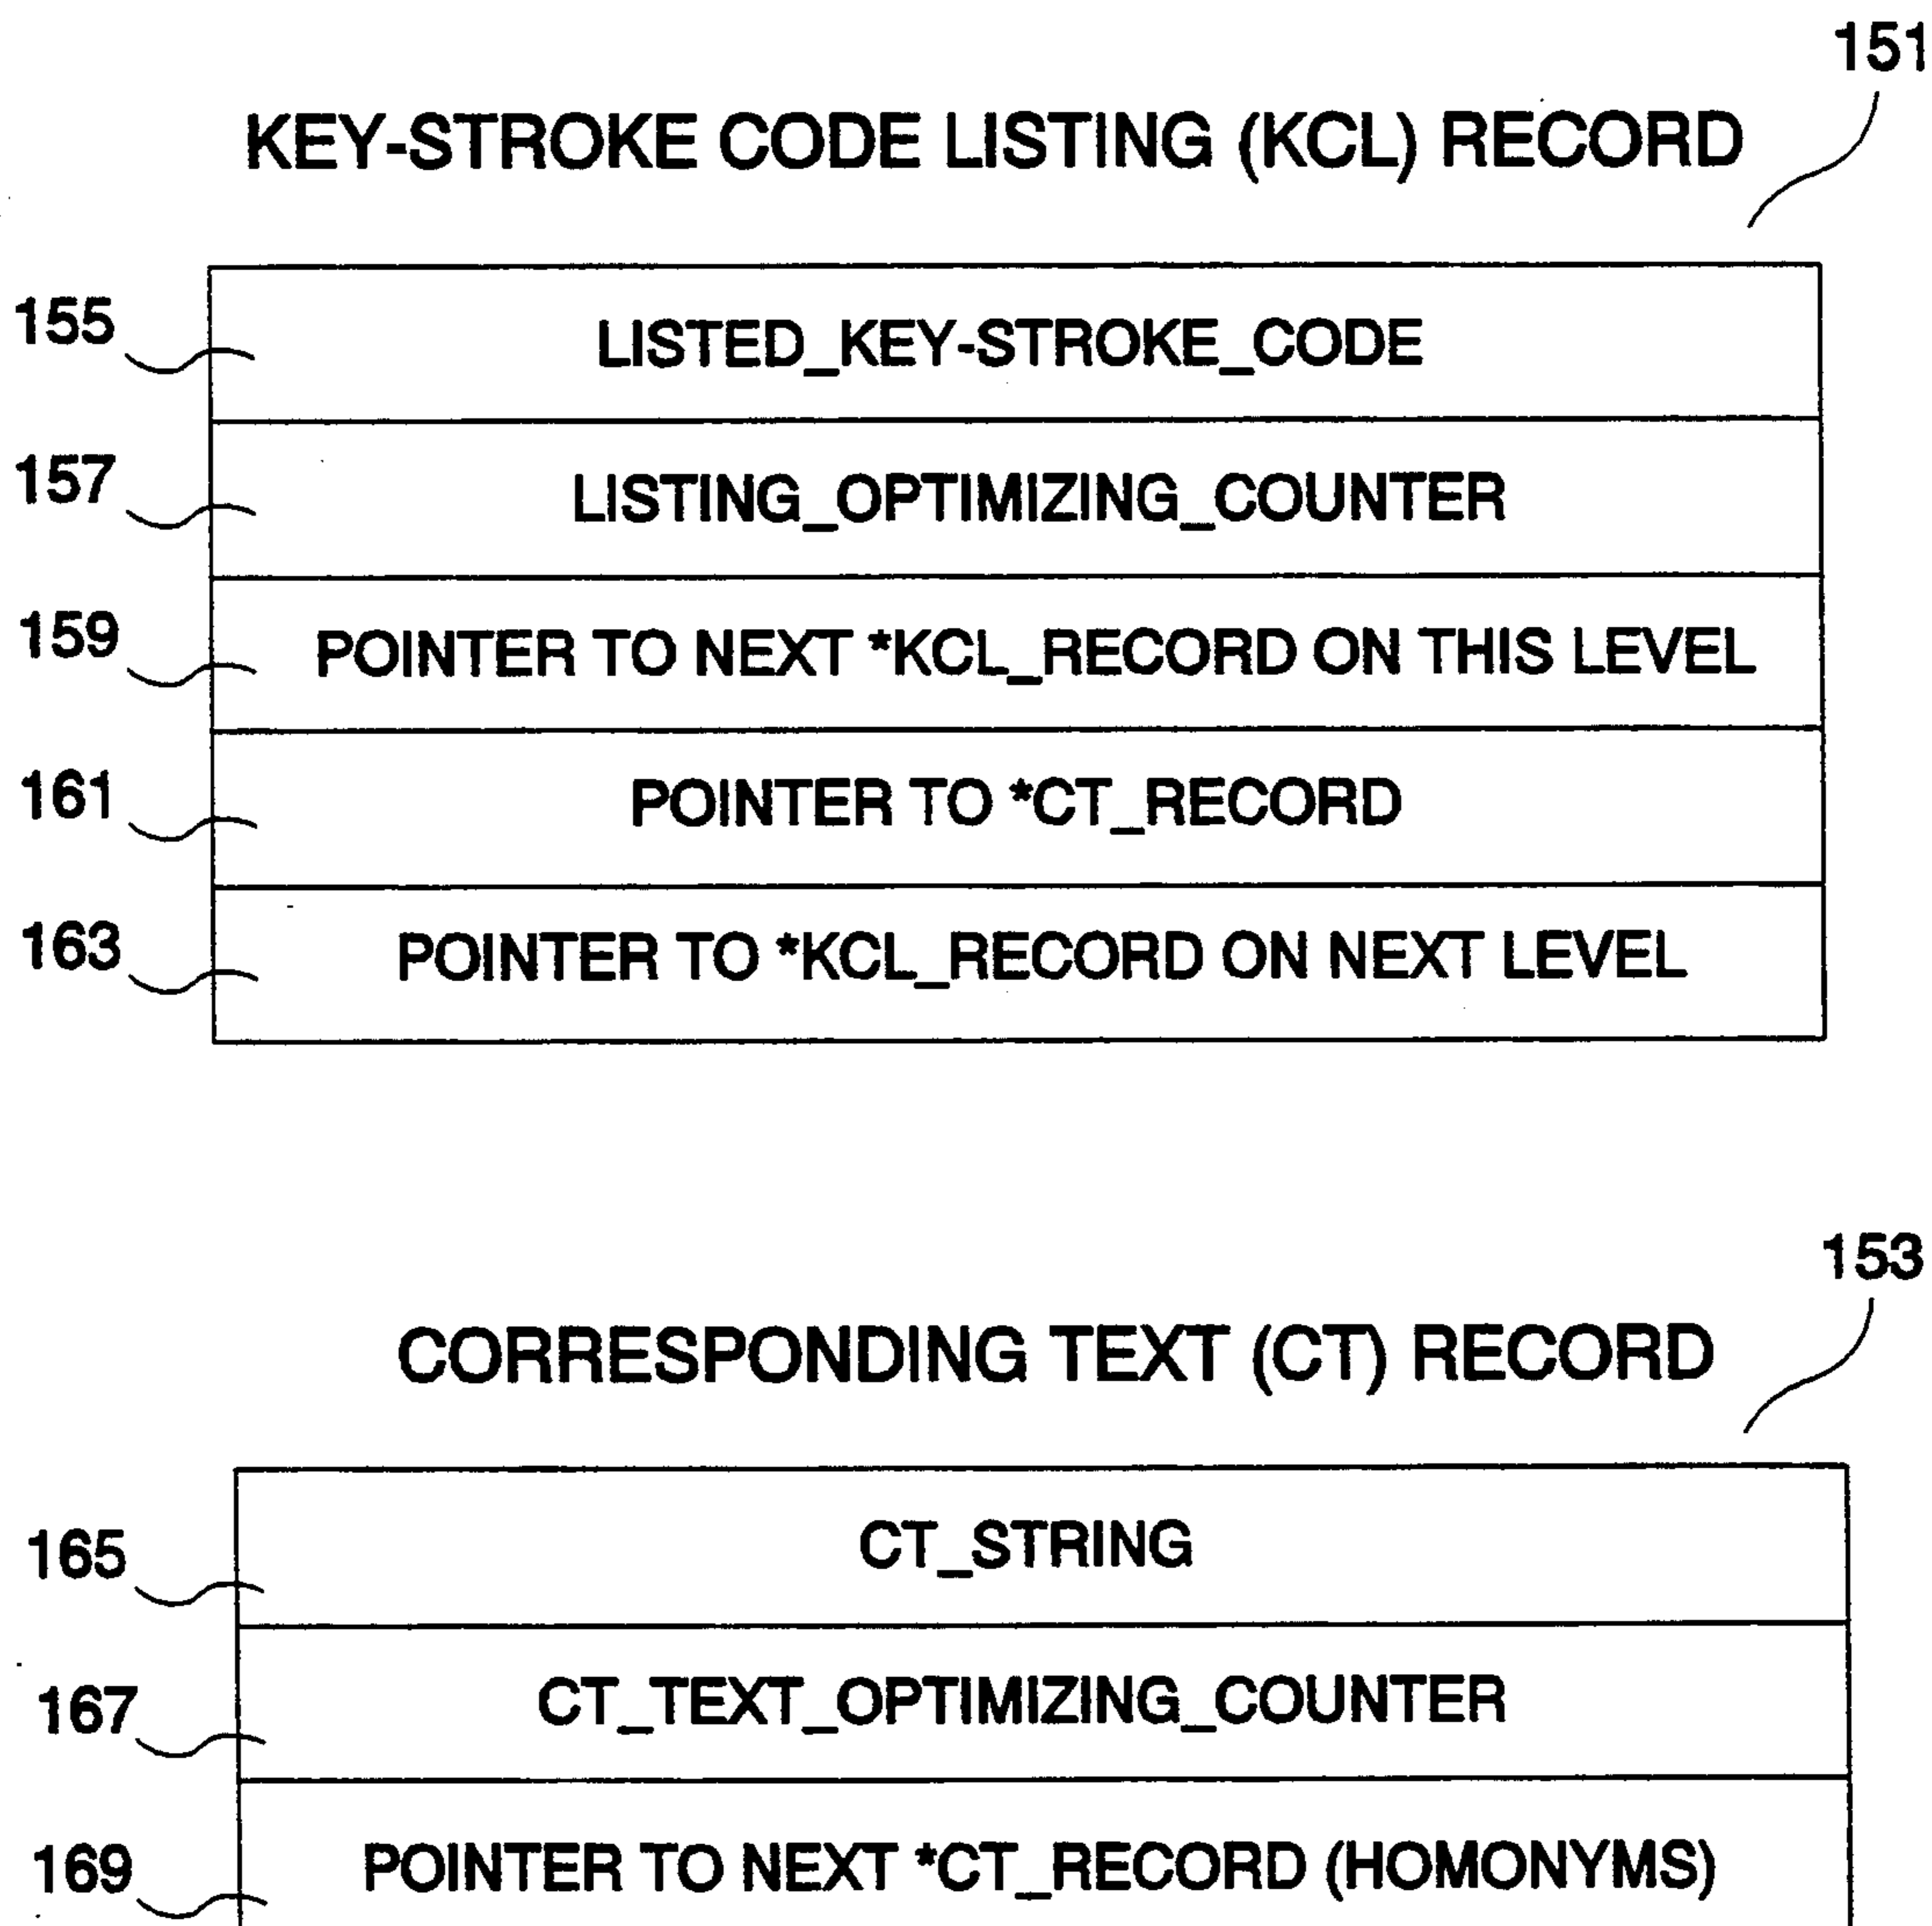 151
KEY-STROKE CODE LISTING (KCL) RECORD
155 LISTED_KEY-STROKE_CODE
157 LISTING_OPTIMIZING_COUNTER
159 POINTER TO NEXT *KCL_RECORD ON THIS LEVEL
161 POINTER TO *CT_RECORD
163 POINTER TO *KCL_RECORD ON NEXT LEVEL
153
CORRESPONDING TEXT (CT) RECORD
165 CT_STRING
167 CT_TEXT_OPTIMIZING_COUNTER
169 POINTER TO NEXT *CT_RECORD (HOMONYMS)